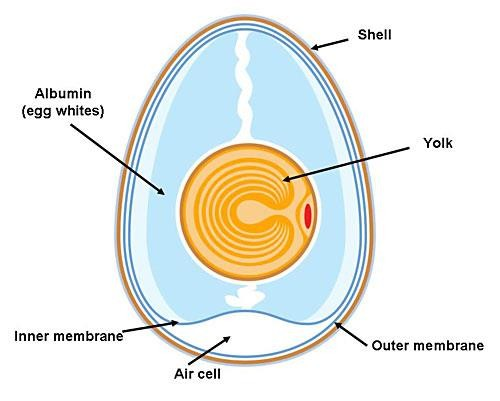 Shell
Albumin
(egg whites)
Yolk
Inner membrane
Outer membrane
Air cell